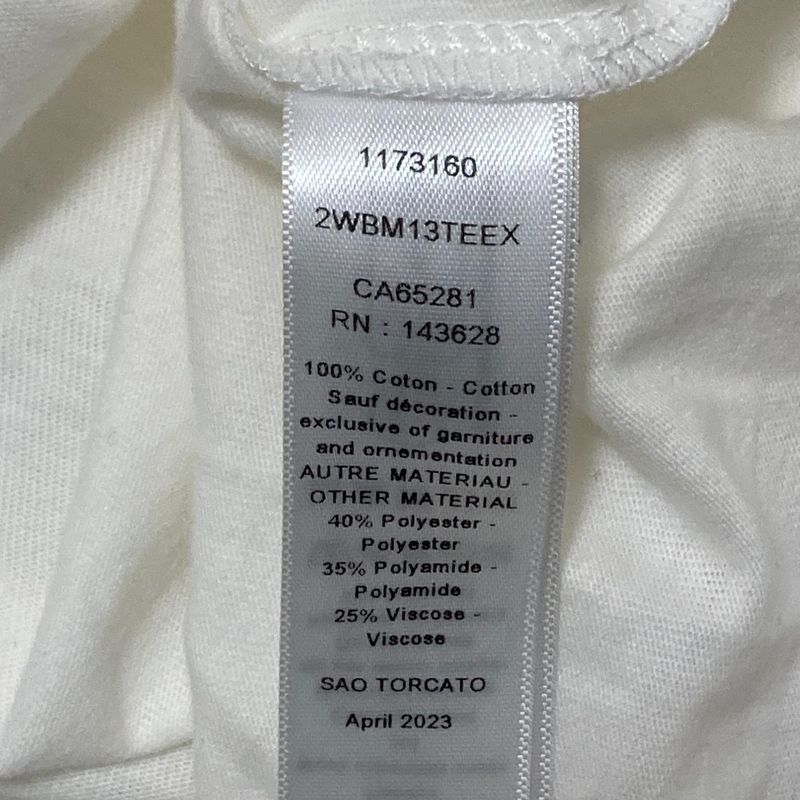 1173160
2WBM13TEEX
CA65281
RN : 143628
100% Coton - Cotton
Sauf décoration -
exclusive of garniture
and ornementation
AUTRE MATERIAU -
OTHER MATERIAL
40% Polyester -
Polyester
35% Polyamide -
Polyamide
25% Viscose -
Viscose
SAO TORCATO
April 2023